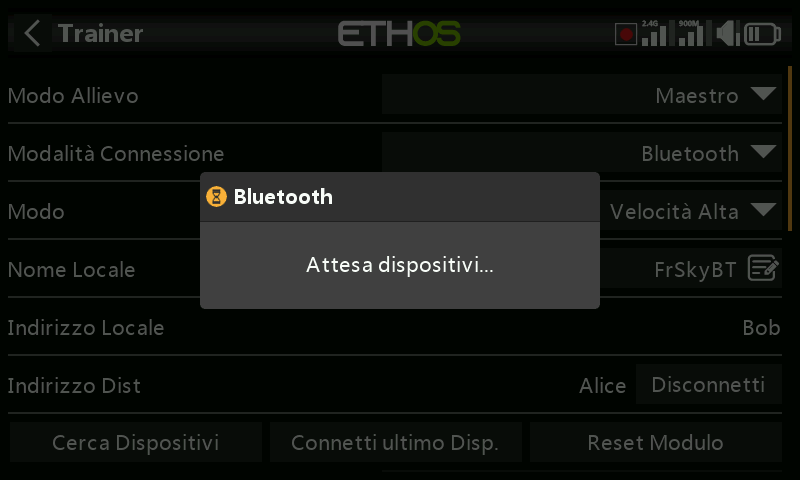 Trainer
ETHOS
2.4G
900M
Modo Allievo
Maestro
Modalità Connessione
Bluetooth
Bluetooth
Modo
Velocità Alta
Attesa dispositivi...
Nome Locale
FrSkyBT
Indirizzo Locale
Bob
Indirizzo Dist
Alice
Disconnetti
Cerca Dispositivi
Connetti ultimo Disp.
Reset Modulo